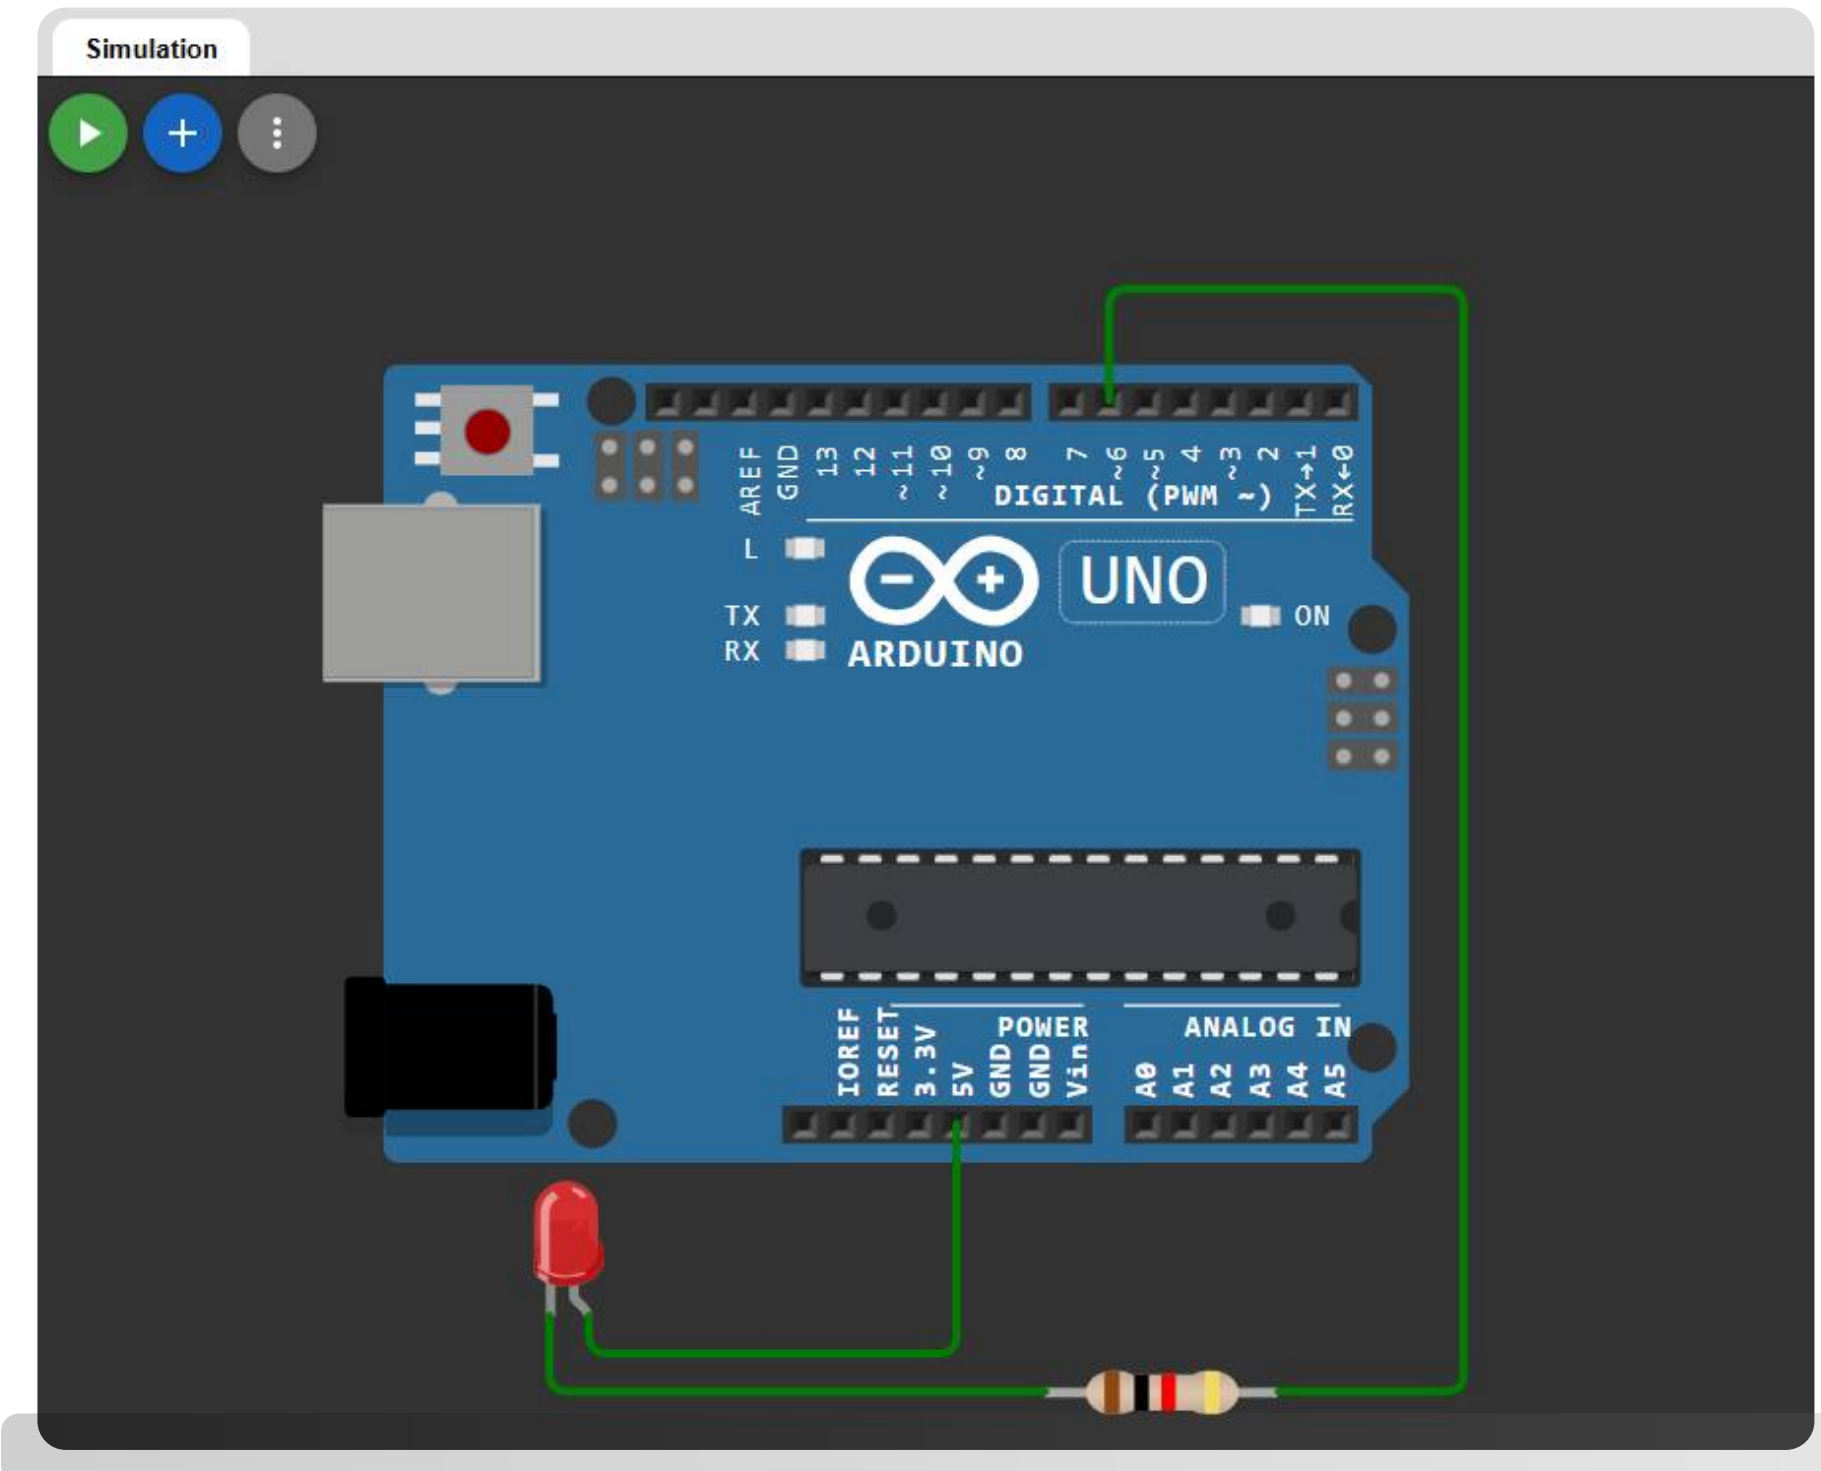 Simulation
AREF
GND
13
12
~11
~10
~9
8
7
~6
~5
4
~3
2
TX→1
RX←0
DIGITAL (PWM ~)
L
TX
RX
UNO
ON
ARDUINO
POWER
ANALOG IN
IOREF
RESET
3.3V
5V
GND
GND
Vin
A0
A1
A2
A3
A4
A5